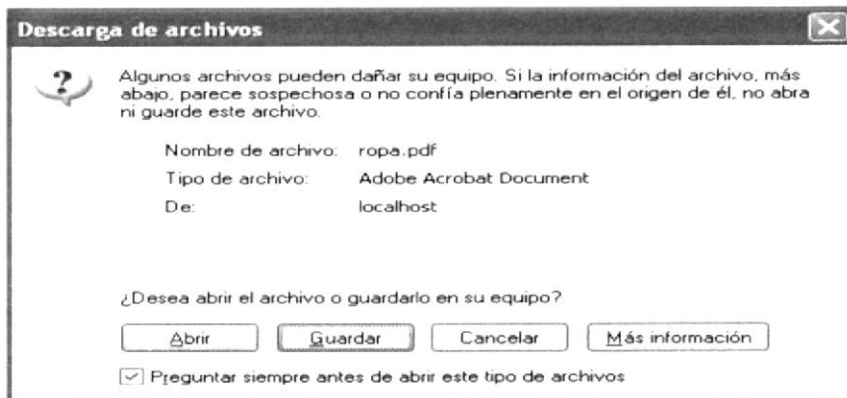 Descarga de archivos
Algunos archivos pueden dañar su equipo. Si la información del archivo, más
abajo, parece sospechosa o no confía plenamente en el origen de él, no abra
ni guarde este archivo.
Nombre de archivo: ropa.pdf
Tipo de archivo: Adobe Acrobat Document
De: localhost
¿Desea abrir el archivo o guardarlo en su equipo?
Abrir Guardar Cancelar Más información
Preguntar siempre antes de abrir este tipo de archivos